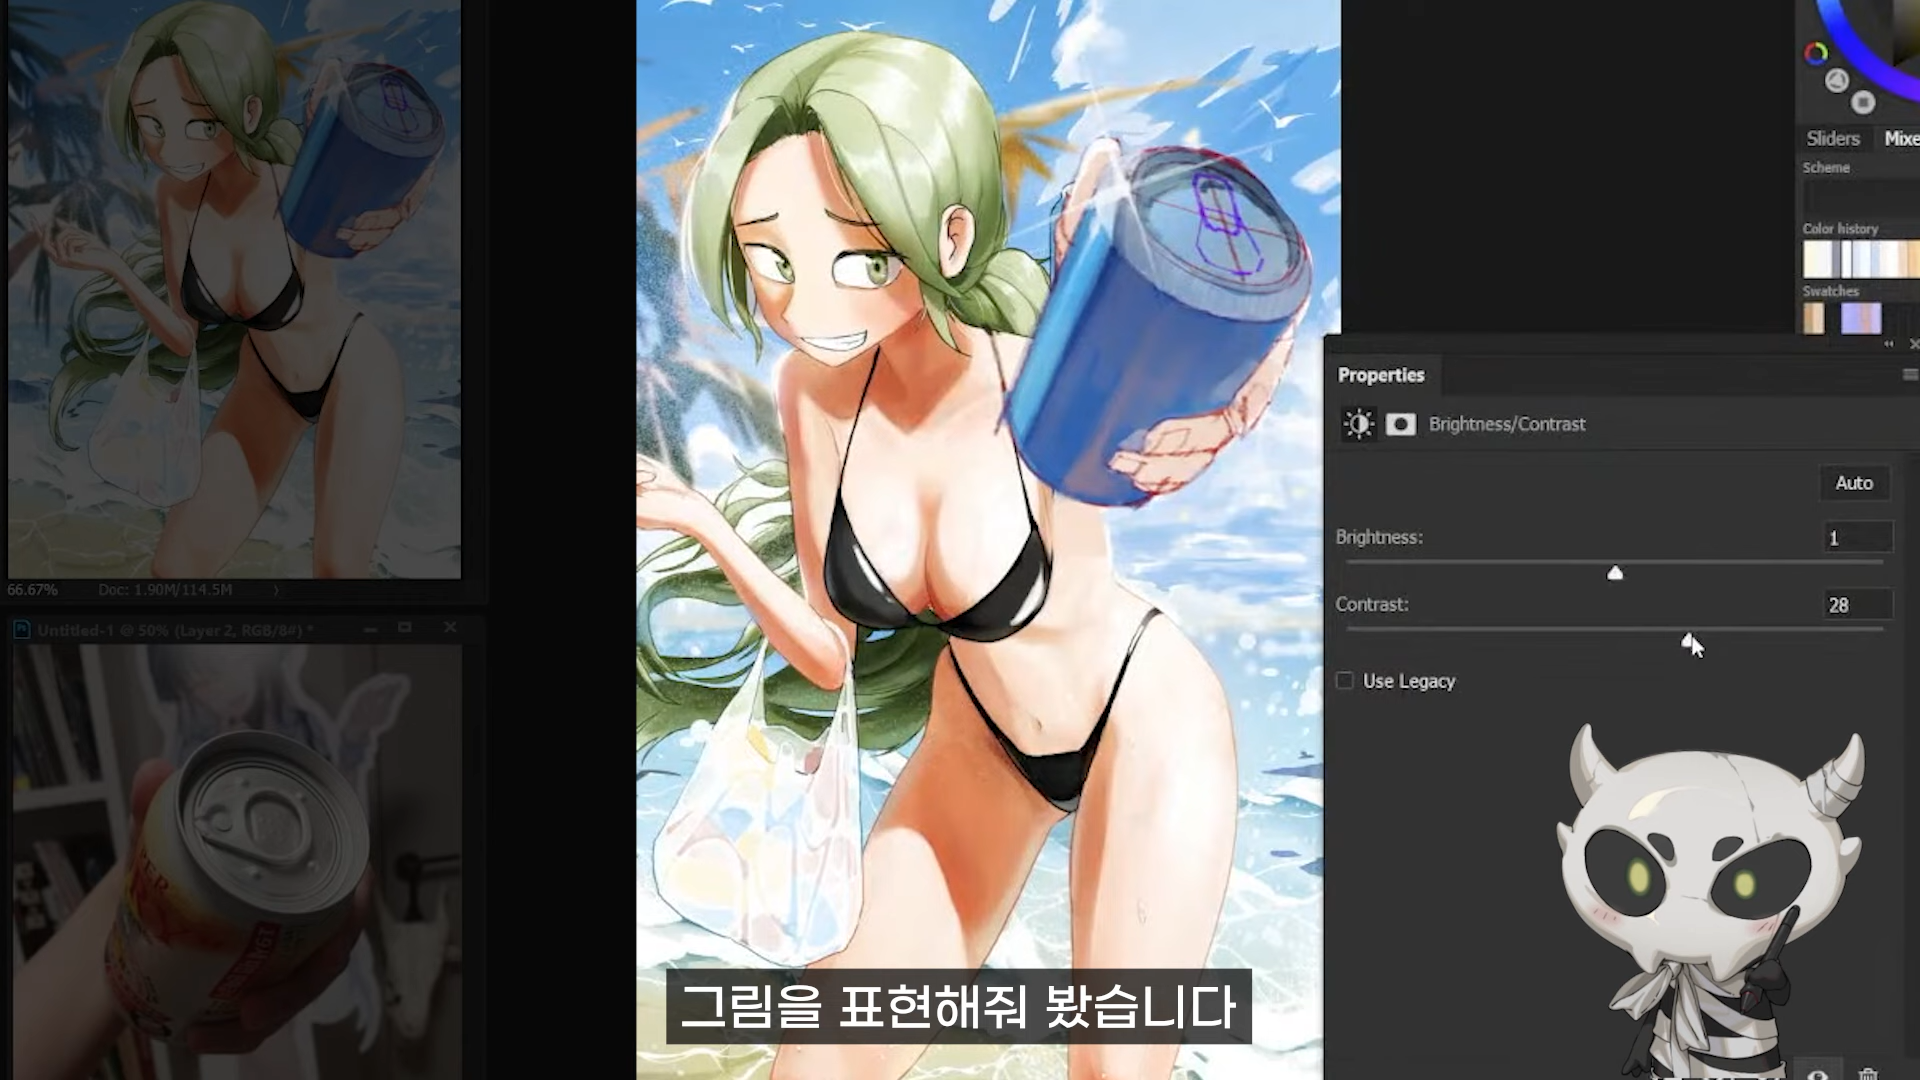 Sliders
Mixe
Scheme
Color history
Swatches
Properties
Brightness/Contrast
Auto
Brightness:
1
Contrast:
28
Use Legacy
66.67%
Doc: 1.90M/114.5M
Untitled-1 @ 50% (Layer 2, RGB/8#) *
그림을 표현해줘 봤습니다